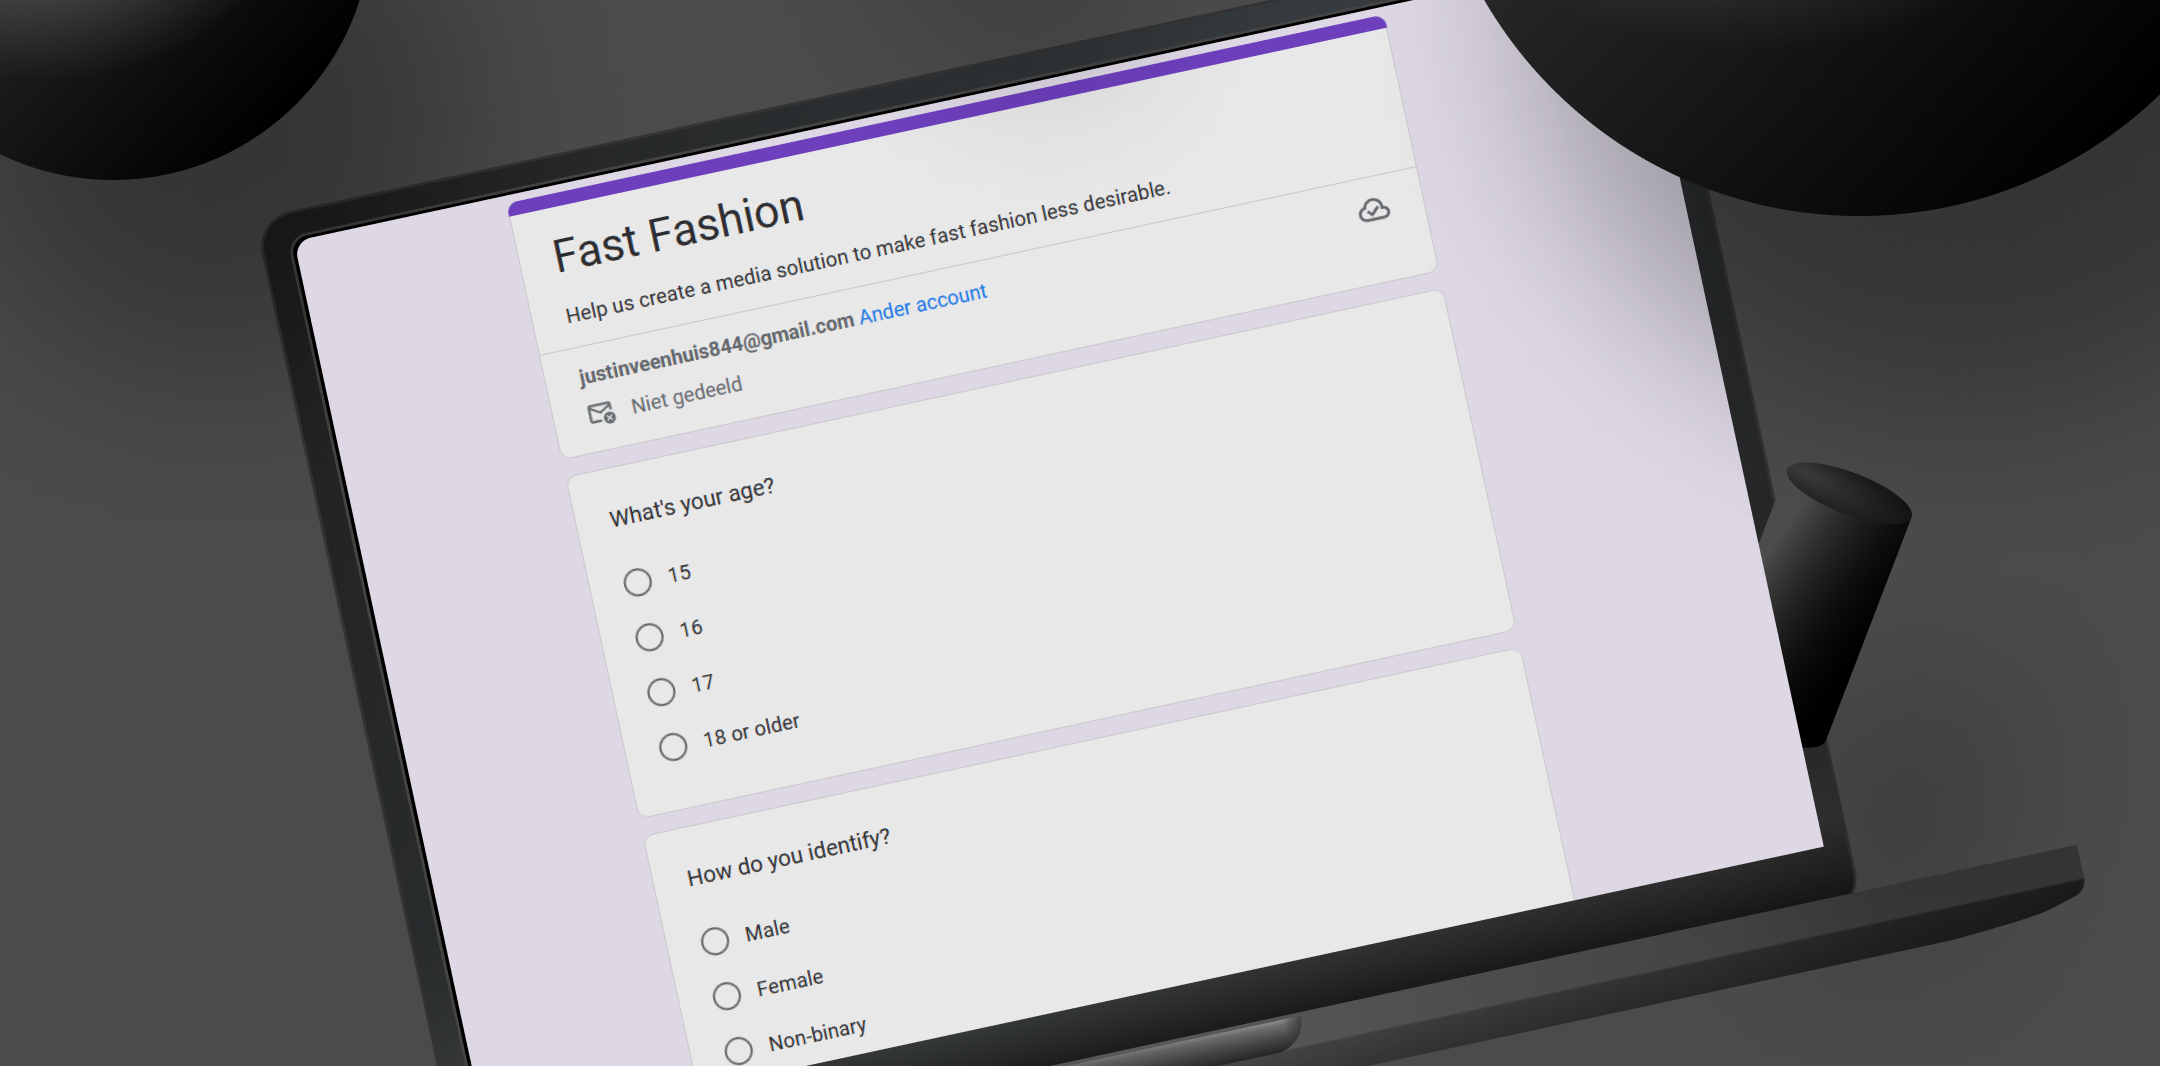 Fast Fashion
Help us create a media solution to make fast fashion less desirable.
justinveenhuis844@gmail.com Ander account
Niet gedeeld
What's your age?
15
16
17
18 or older
How do you identify?
Male
Female
Non-binary